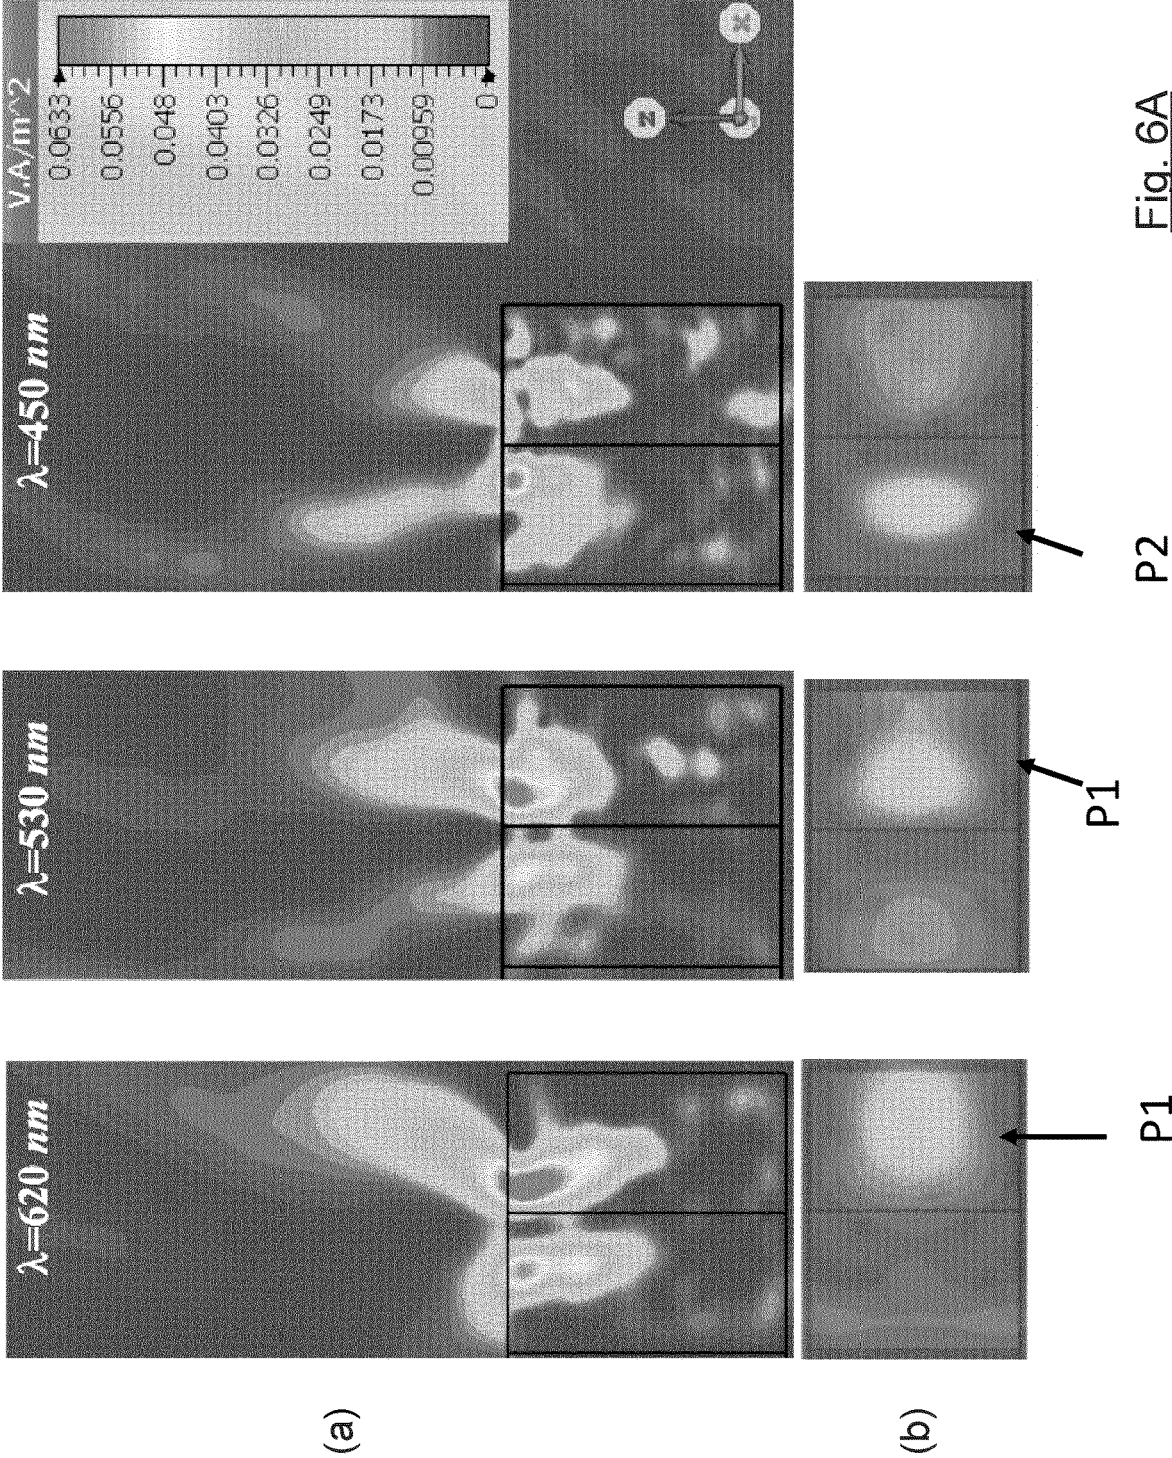 (a)
λ=620 nm
λ=530 nm
λ=450 nm
V.A/m^2
0.0633
0.0556
0.048
0.0403
0.0326
0.0249
0.0173
0.00959
0
z
x
(b)
P1
P1
P2
Fig. 6A